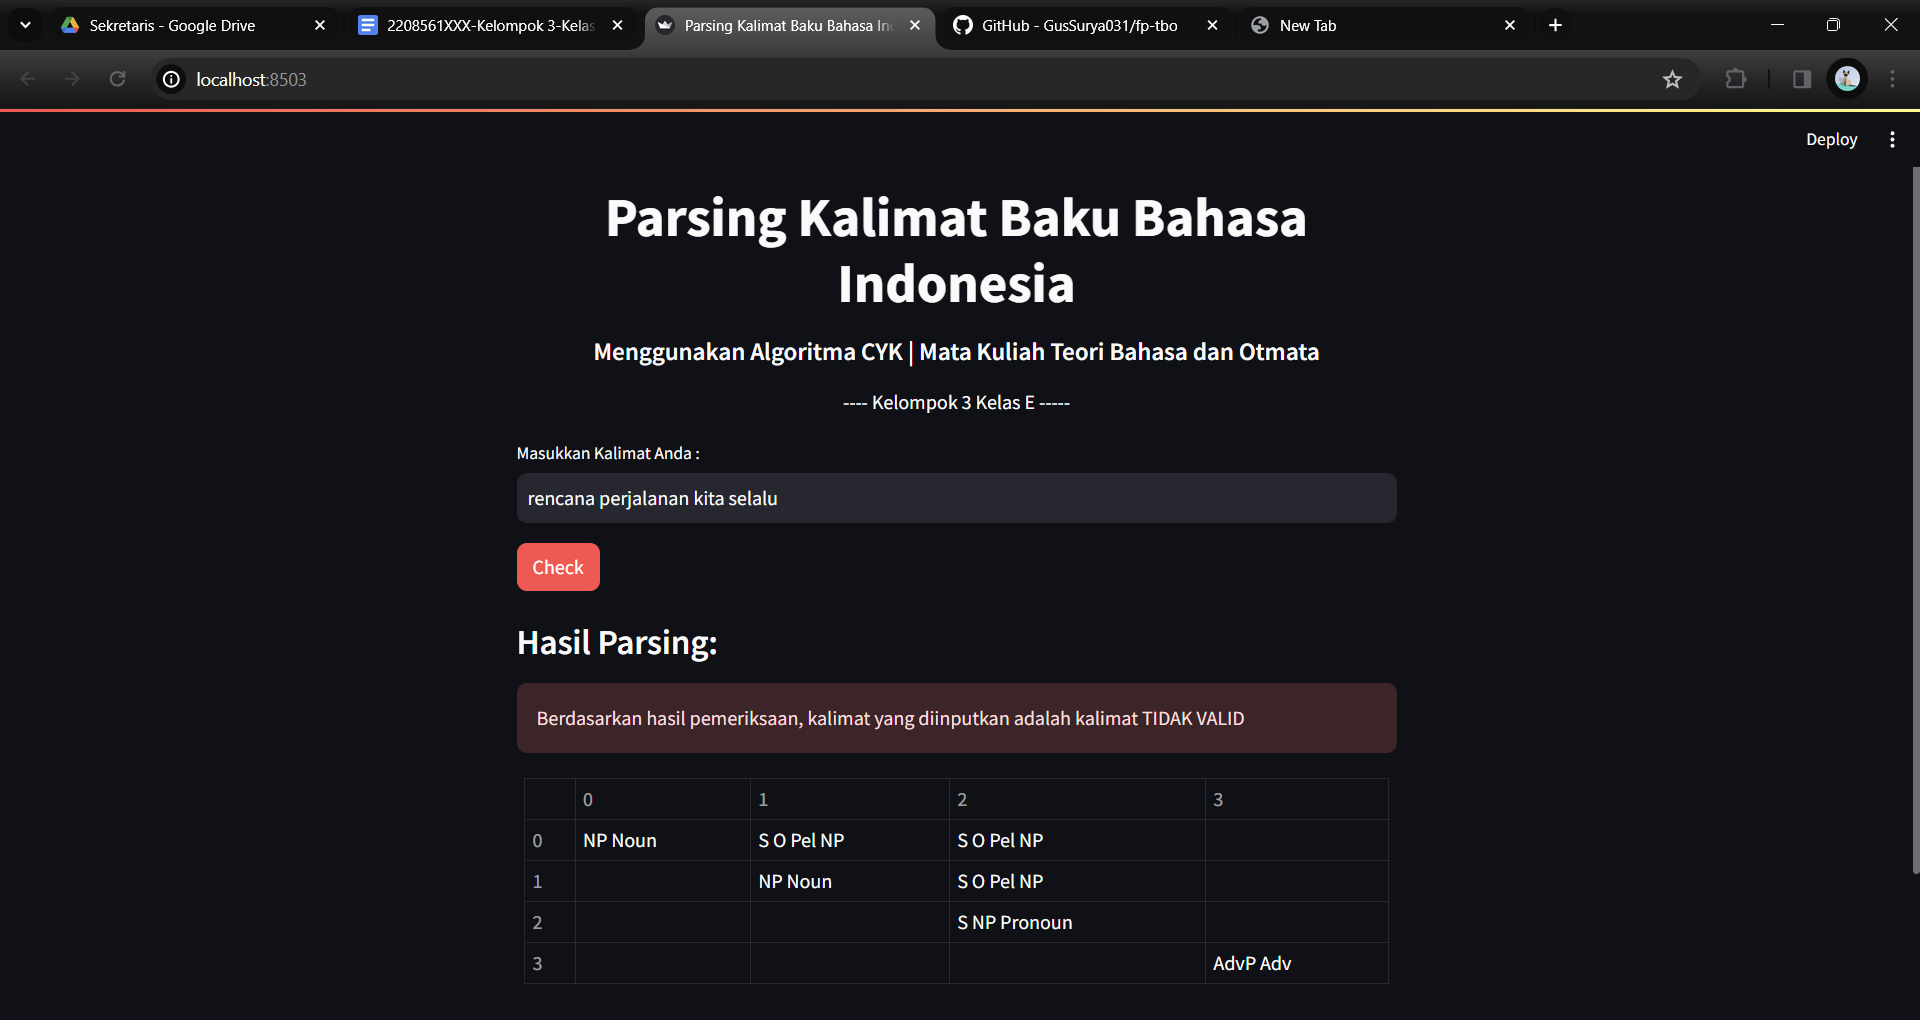 Sekretaris - Google Drive
2208561XXX-Kelompok 3-Kelas
Parsing Kalimat Baku Bahasa In
GitHub - GusSurya031/fp-tbo
New Tab
localhost:8503
Deploy
Parsing Kalimat Baku Bahasa
Indonesia
Menggunakan Algoritma CYK | Mata Kuliah Teori Bahasa dan Otmata
---- Kelompok 3 Kelas E -----
Masukkan Kalimat Anda :
rencana perjalanan kita selalu
Check
Hasil Parsing:
Berdasarkan hasil pemeriksaan, kalimat yang diinputkan adalah kalimat TIDAK VALID
0 1 2 3
0 NP Noun S O Pel NP S O Pel NP
1 NP Noun S O Pel NP
2 S NP Pronoun
3 AdvP Adv